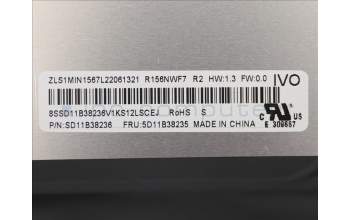 ZLS1MIN1567L22061321 R156NWF7 R2 HW:1.3 FW:0.0 IVO
8SSD11B38236V1KS12LSCEJ RoHS S
P/N:SD11B38236 FRU:5D11B38235 MADE IN CHINA
C US
E 309667